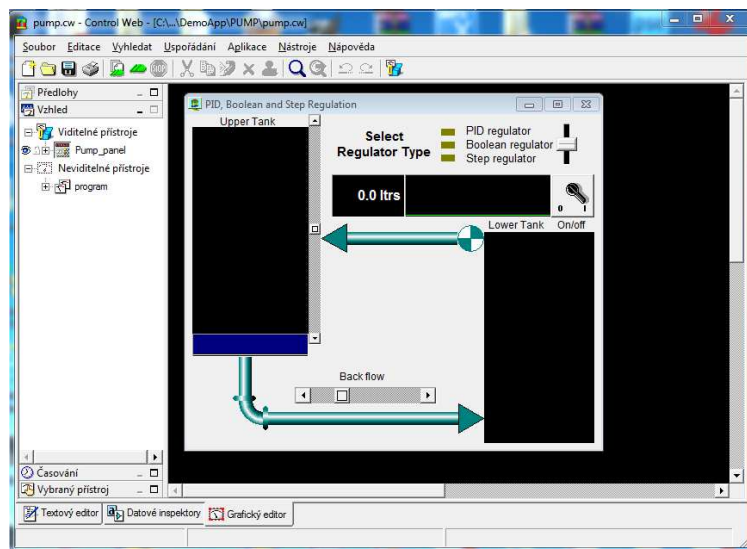 pump.cw - Control Web - [C:\...\DemoApp\PUMP\pump.cw]
Soubor Editace Vyhledat Uspořádání Aplikace Nástroje Nápověda
Předlohy
Vzhled
Viditelné přístroje
Pump_panel
Neviditelné přístroje
program
PID, Boolean and Step Regulation
Upper Tank
Select
Regulator Type
PID regulator
Boolean regulator
Step regulator
0.0 ltrs
0 I
Lower Tank On/off
Back flow
Časování
Vybraný přístroj
Textový editor Datové inspektory Grafický editor